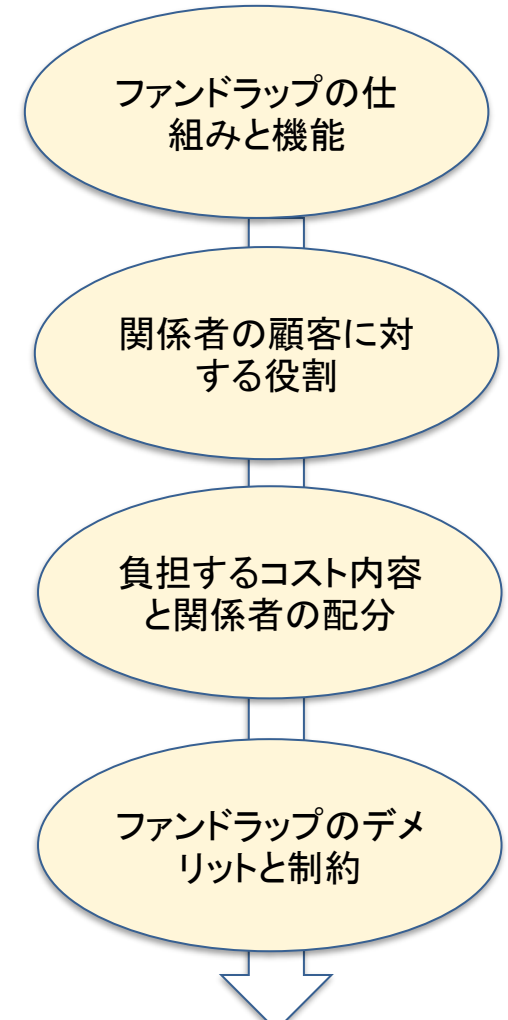 ファンドラップの仕
組みと機能
関係者の顧客に対
する役割
負担するコスト内容
と関係者の配分
ファンドラップのデメ
リットと制約